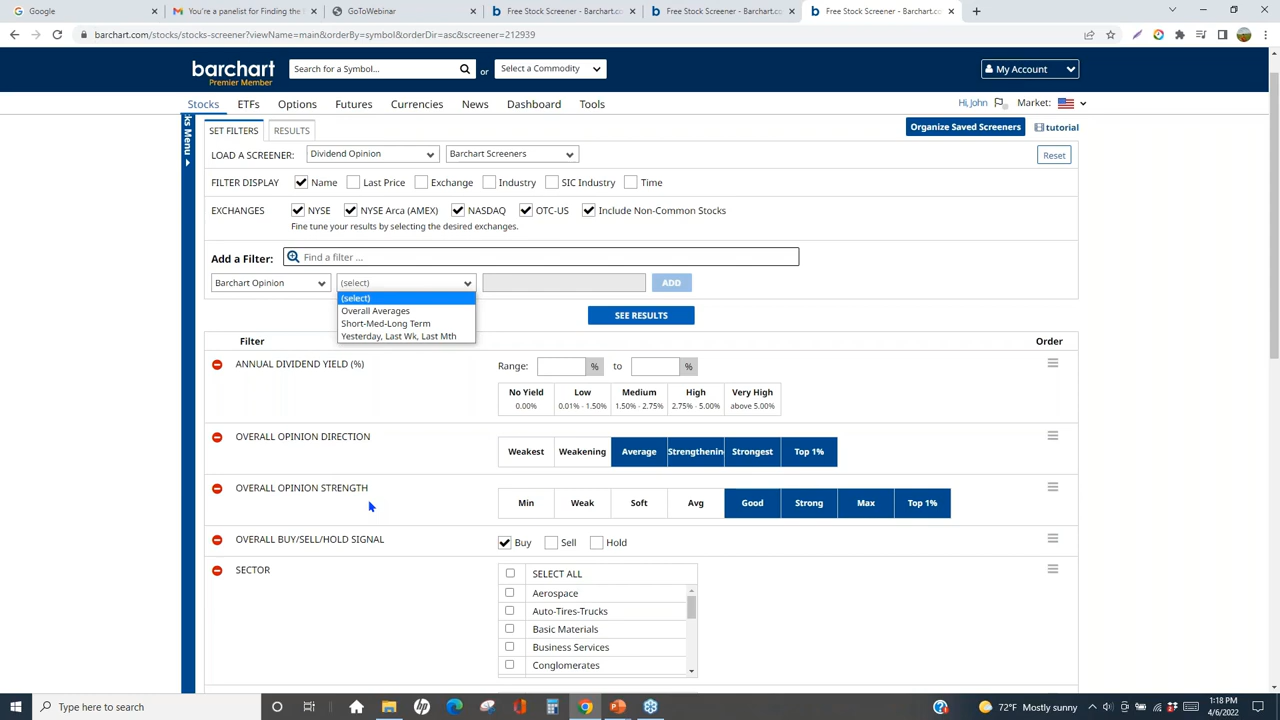 Google
You're a panelist for Finding the S
GoToWebinar
Free Stock Screener - Barchart.co
Free Stock Screener - Barchart.co
Free Stock Screener - Barchart.co
barchart.com/stocks/stocks-screener?viewName=main&orderBy=symbol&orderDir=asc&screener=212939
barchart
Premier Member
Search for a Symbol...
or
Select a Commodity
My Account
Stocks
ETFs
Options
Futures
Currencies
News
Dashboard
Tools
Hi, John
Market:
ks Menu
SET FILTERS
RESULTS
Organize Saved Screeners
tutorial
LOAD A SCREENER:
Dividend Opinion
Barchart Screeners
Reset
FILTER DISPLAY
Name
Last Price
Exchange
Industry
SIC Industry
Time
EXCHANGES
NYSE
NYSE Arca (AMEX)
NASDAQ
OTC-US
Include Non-Common Stocks
Fine tune your results by selecting the desired exchanges.
Add a Filter:
Find a filter ...
Barchart Opinion
(select)
ADD
(select)
Overall Averages
Short-Med-Long Term
Yesterday, Last Wk, Last Mth
SEE RESULTS
Filter
Order
ANNUAL DIVIDEND YIELD (%)
Range:
%
to
%
No Yield
Low
Medium
High
Very High
0.00%
0.01% - 1.50%
1.50% - 2.75%
2.75% - 5.00%
above 5.00%
OVERALL OPINION DIRECTION
Weakest
Weakening
Average
Strengthenin
Strongest
Top 1%
OVERALL OPINION STRENGTH
Min
Weak
Soft
Avg
Good
Strong
Max
Top 1%
OVERALL BUY/SELL/HOLD SIGNAL
Buy
Sell
Hold
SECTOR
SELECT ALL
Aerospace
Auto-Tires-Trucks
Basic Materials
Business Services
Conglomerates
Type here to search
72°F Mostly sunny
1:18 PM
4/6/2022